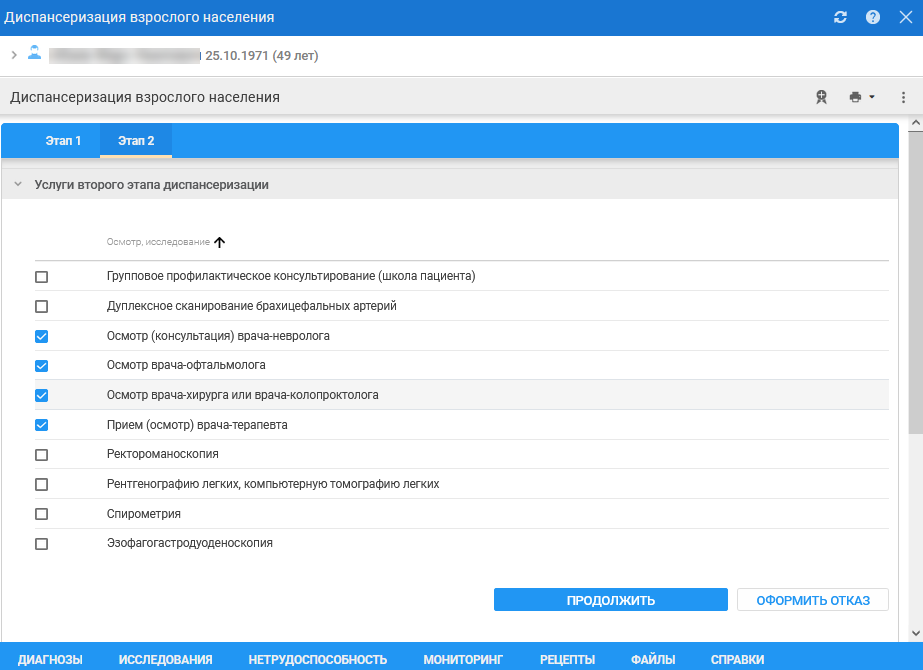 Диспансеризация взрослого населения
25.10.1971 (49 лет)
Диспансеризация взрослого населения
Этап 1 Этап 2
Услуги второго этапа диспансеризации
Осмотр, исследование
Групповое профилактическое консультирование (школа пациента)
Дуплексное сканирование брахицефальных артерий
Осмотр (консультация) врача-невролога
Осмотр врача-офтальмолога
Осмотр врача-хирурга или врача-колопроктолога
Прием (осмотр) врача-терапевта
Ректороманоскопия
Рентгенографию легких, компьютерную томографию легких
Спирометрия
Эзофагогастродуоденоскопия
ПРОДОЛЖИТЬ ОФОРМИТЬ ОТКАЗ
ДИАГНОЗЫ ИССЛЕДОВАНИЯ НЕТРУДОСПОСОБНОСТЬ МОНИТОРИНГ РЕЦЕПТЫ ФАЙЛЫ СПРАВКИ